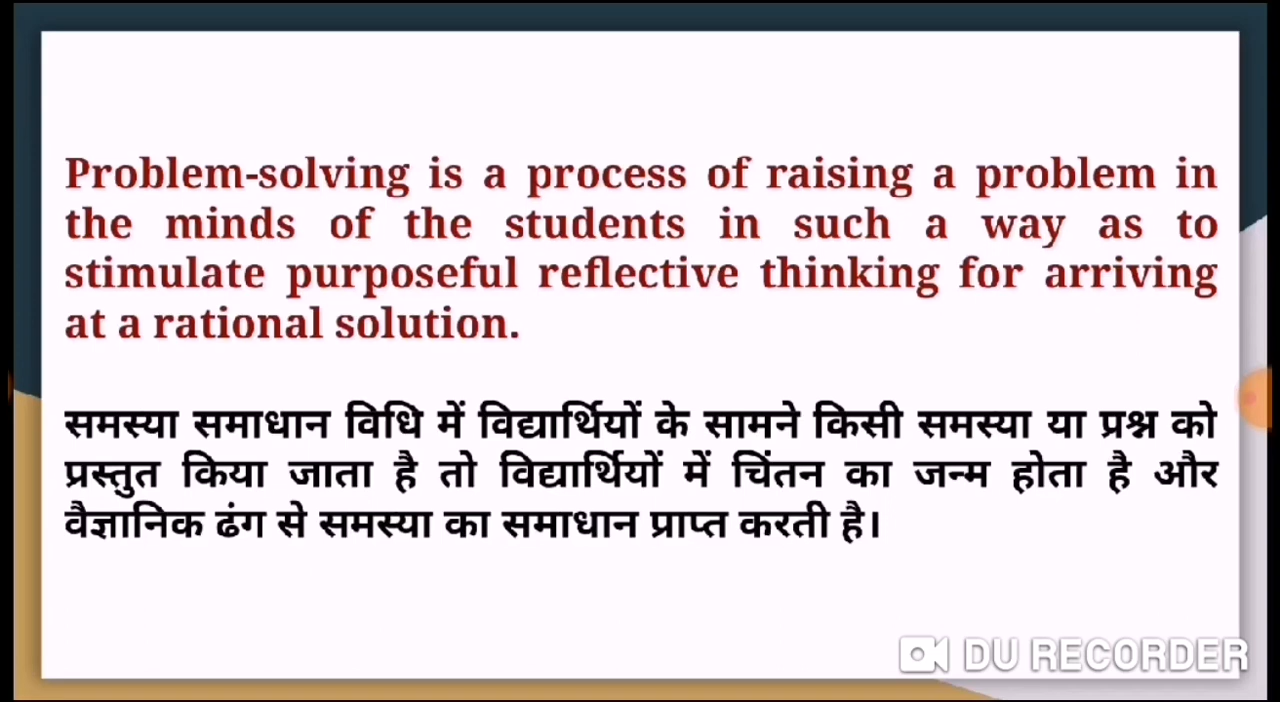 Problem-solving is a process of raising a problem in
the minds of the students in such a way as to
stimulate purposeful reflective thinking for arriving
at a rational solution.
समस्या समाधान विधि में विद्यार्थियों के सामने किसी समस्या या प्रश्न को
प्रस्तुत किया जाता है तो विद्यार्थियों में चिंतन का जन्म होता है और
वैज्ञानिक ढंग से समस्या का समाधान प्राप्त करती है।
DU RECORDER